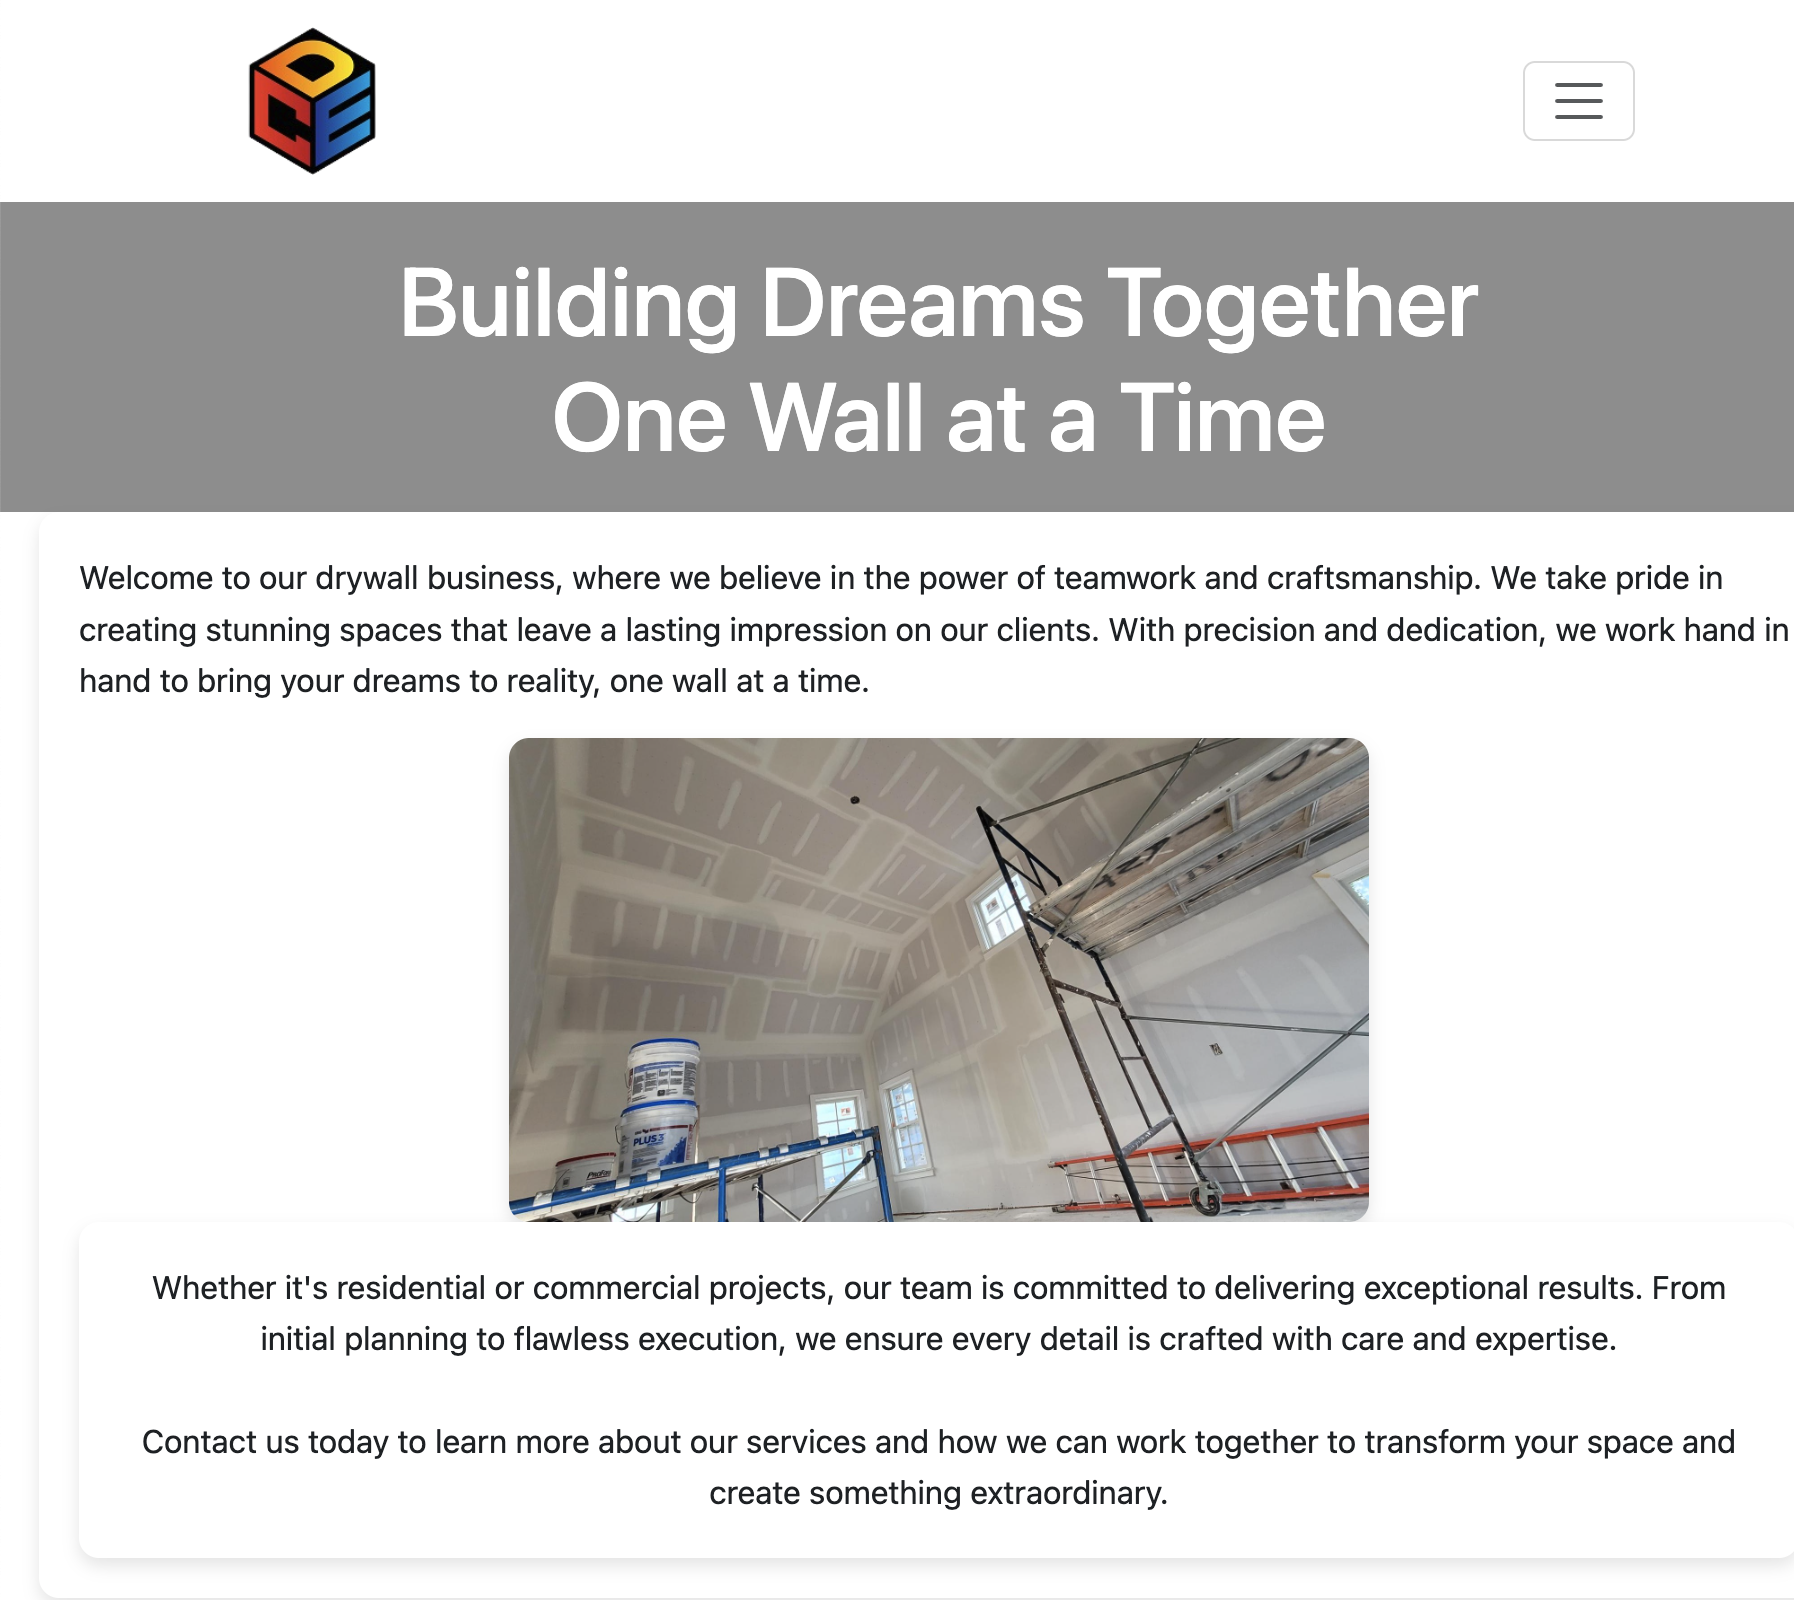 DCE
Building Dreams Together
One Wall at a Time
Welcome to our drywall business, where we believe in the power of teamwork and craftsmanship. We take pride in
creating stunning spaces that leave a lasting impression on our clients. With precision and dedication, we work hand in
hand to bring your dreams to reality, one wall at a time.
PLUS 3
Whether it's residential or commercial projects, our team is committed to delivering exceptional results. From
initial planning to flawless execution, we ensure every detail is crafted with care and expertise.
Contact us today to learn more about our services and how we can work together to transform your space and
create something extraordinary.